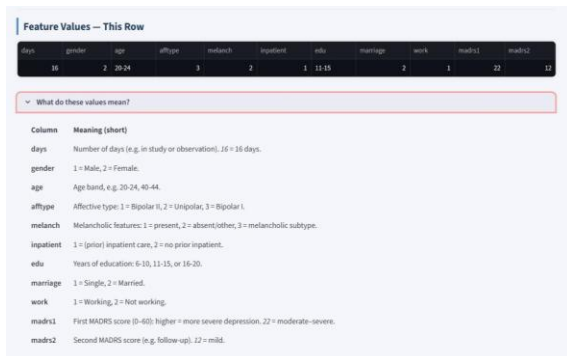 Feature Values — This Row
days gender age afftype melanch inpatient edu marriage work madrs1 madrs2
16 2 20-24 3 2 1 11-15 2 1 22 12
What do these values mean?
Column Meaning (short)
days Number of days (e.g. in study or observation). 16 = 16 days.
gender 1 = Male, 2 = Female.
age Age band, e.g. 20-24, 40-44.
afftype Affective type: 1 = Bipolar II, 2 = Unipolar, 3 = Bipolar I.
melanch Melancholic features: 1 = present, 2 = absent/other, 3 = melancholic subtype.
inpatient 1 = (prior) inpatient care, 2 = no prior inpatient.
edu Years of education: 6-10, 11-15, or 16-20.
marriage 1 = Single, 2 = Married.
work 1 = Working, 2 = Not working.
madrs1 First MADRS score (0–60): higher = more severe depression. 22 = moderate–severe.
madrs2 Second MADRS score (e.g. follow-up). 12 = mild.